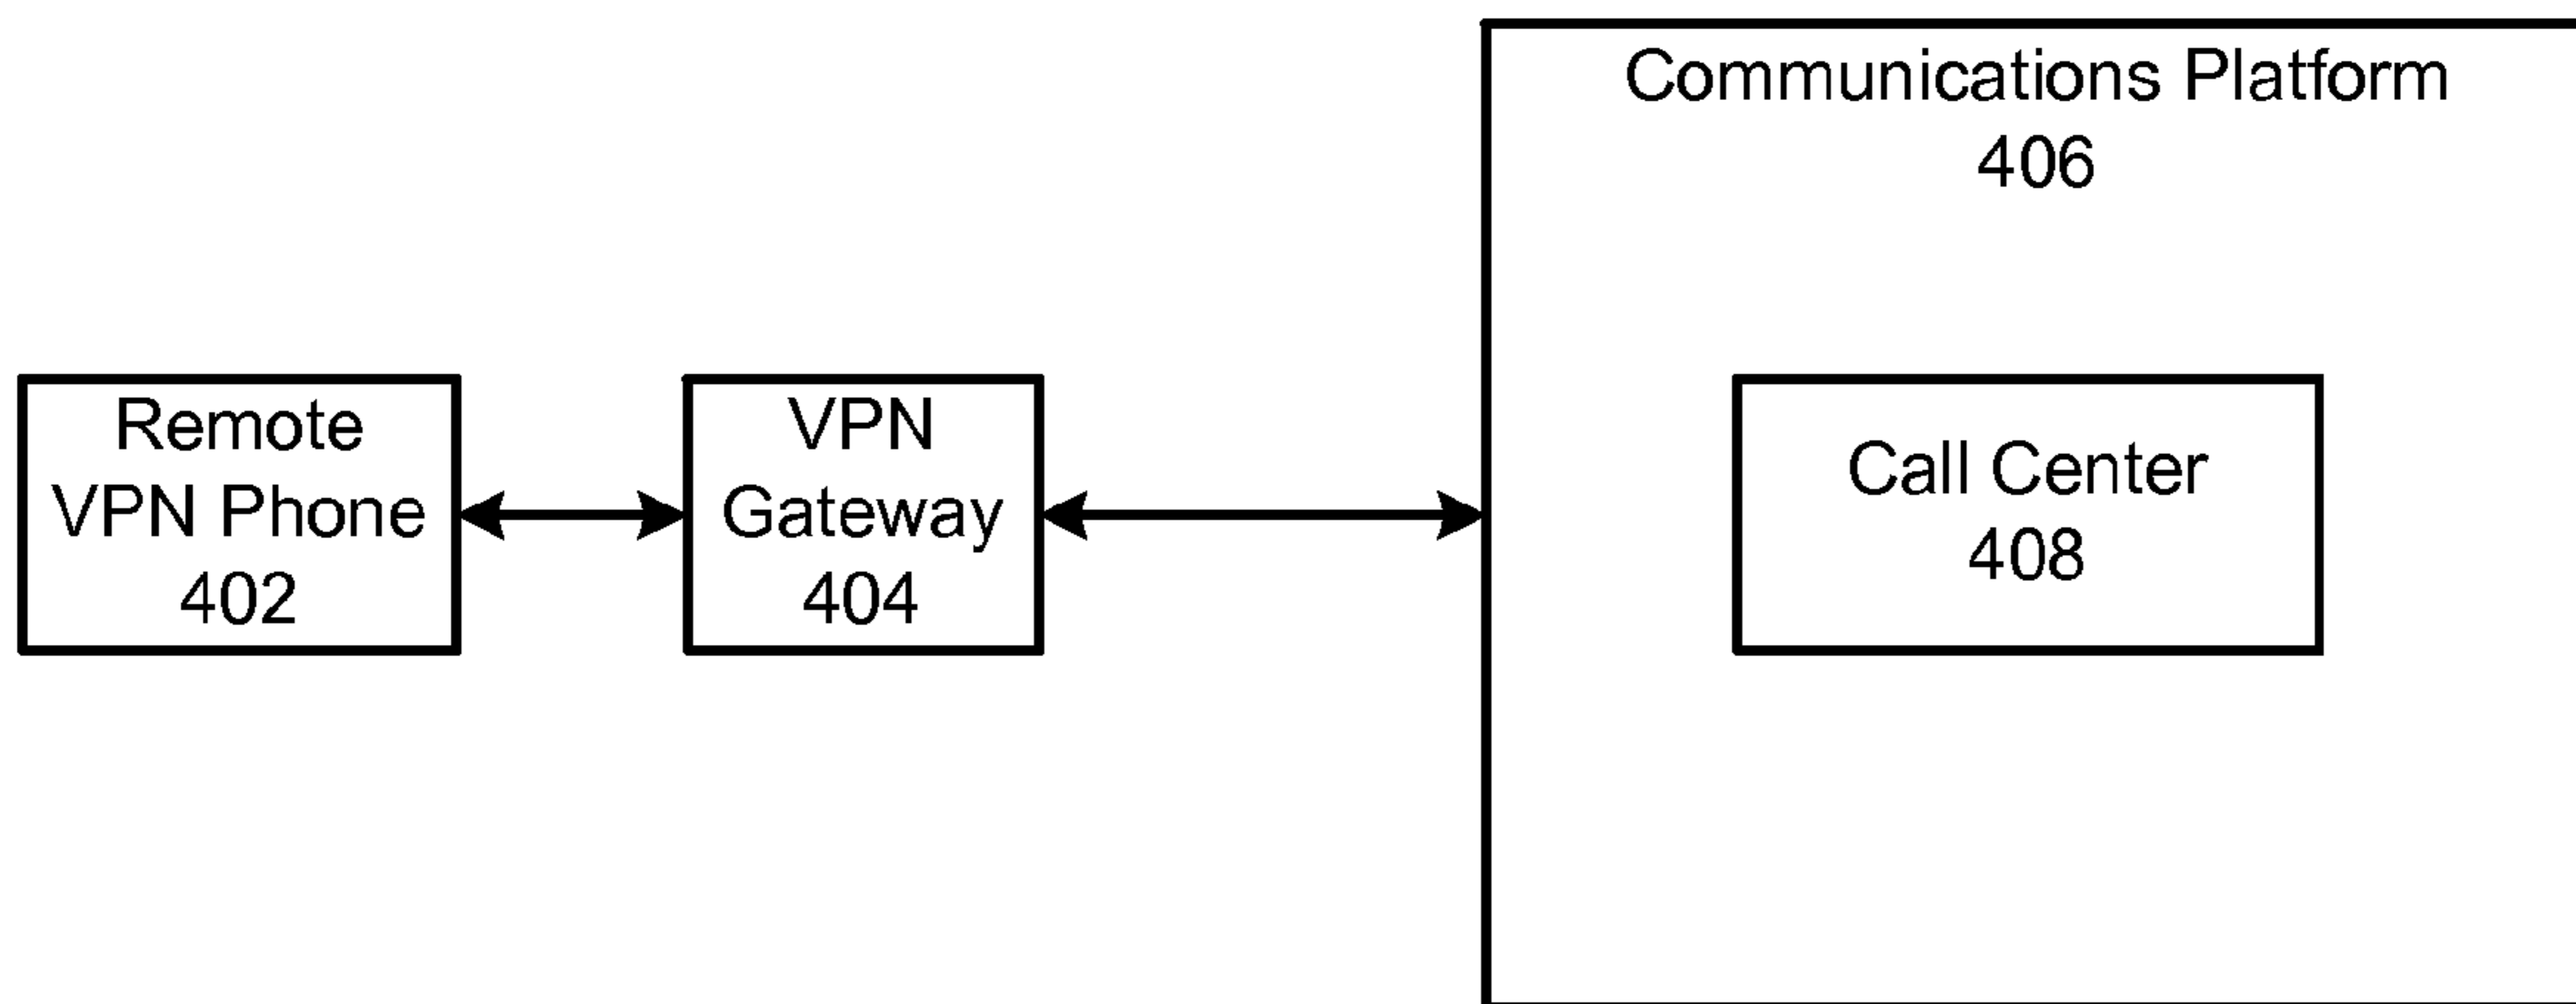 Communications Platform
406
Remote
VPN Phone
402
VPN
Gateway
404
Call Center
408